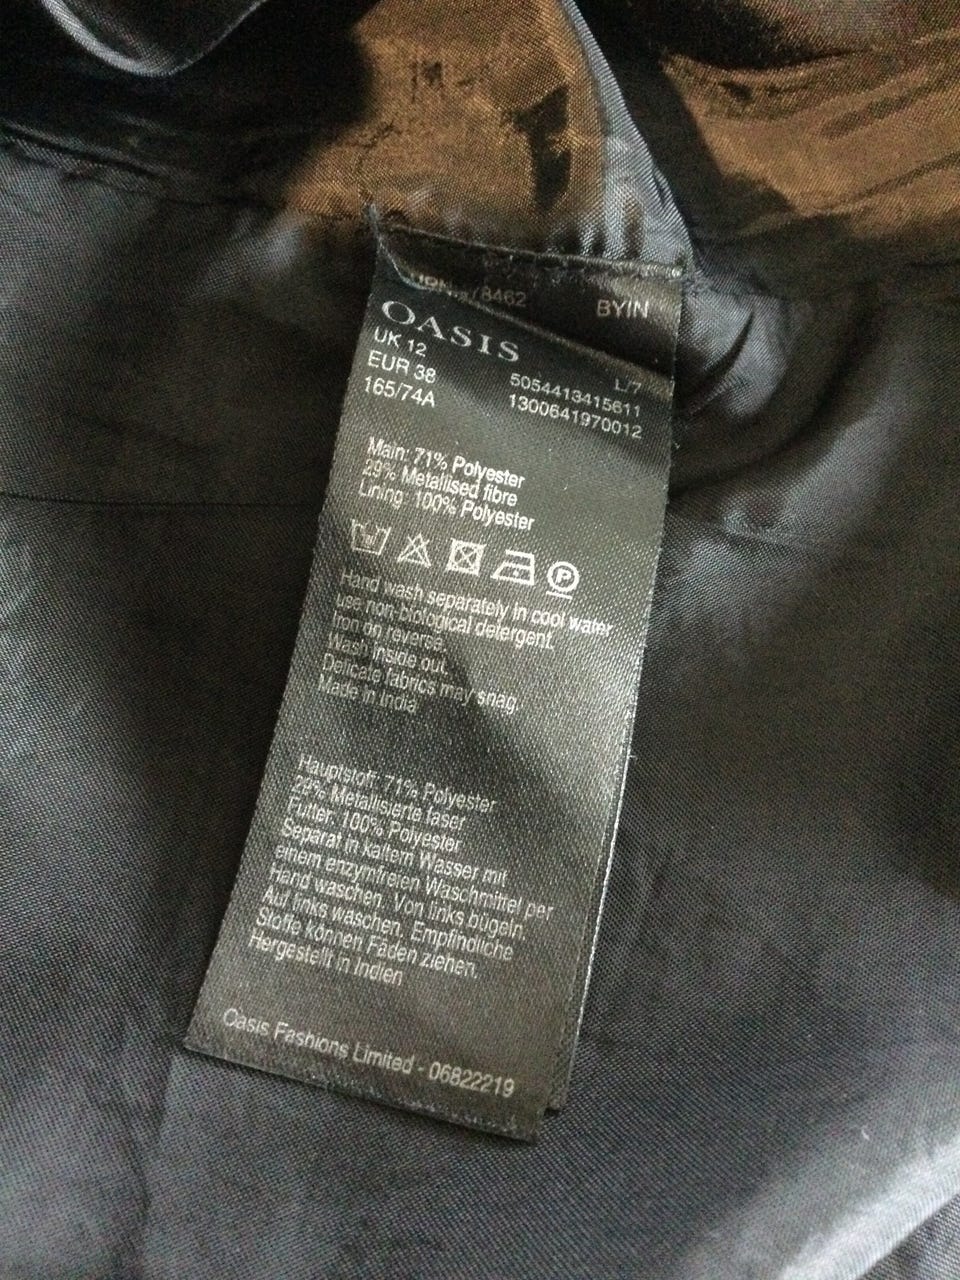 8462 BYIN
OASIS
UK 12
EUR 38 L/7
165/74A 5054413415611
1300641970012
Main: 71% Polyester
29% Metallised fibre
Lining: 100% Polyester
P
Hand wash separately in cool water
use non-biological detergent.
Iron on reverse.
Wash inside out.
Delicate fabrics may snag.
Made in India
Hauptstoff: 71% Polyester
29% Metallisierte faser
Futter: 100% Polyester
Separat in kaltem Wasser mit
einem enzymfreien Waschmittel per
Hand waschen. Von links bügeln.
Auf links waschen. Empfindliche
Stoffe können Fäden ziehen.
Hergestellt in Indien
Oasis Fashions Limited - 06822219